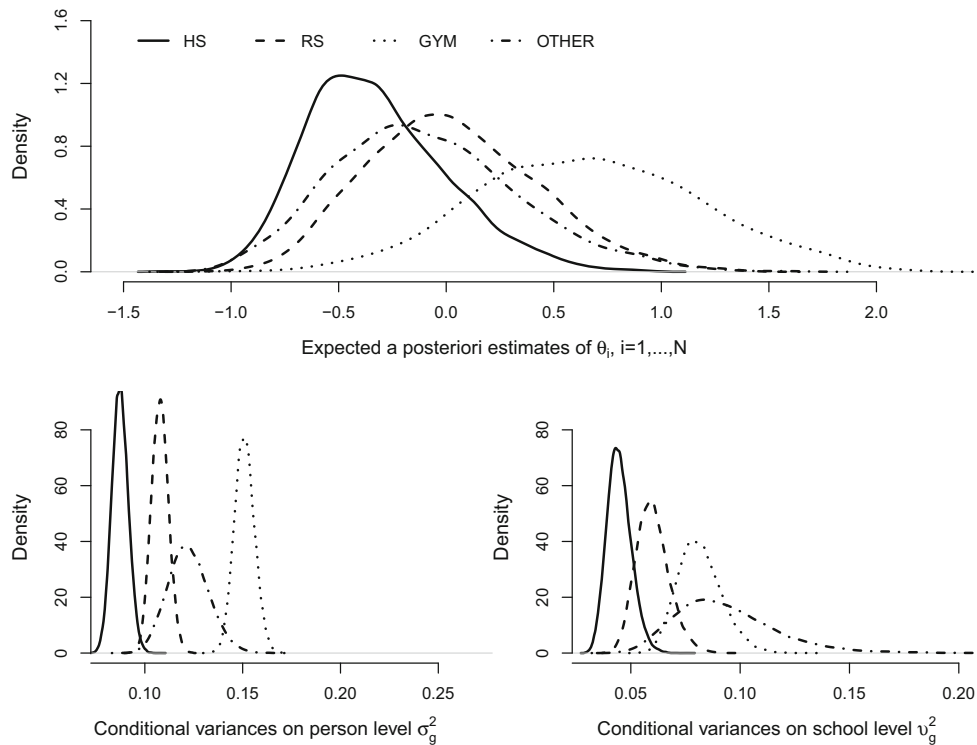 HS RS GYM OTHER
Density
1.6
1.2
0.8
0.4
0.0
−1.5 −1.0 −0.5 0.0 0.5 1.0 1.5 2.0
Expected a posteriori estimates of θi, i=1,...,N
Density
80
60
40
20
0
0.10 0.15 0.20 0.25
Conditional variances on person level σ²g
Density
80
60
40
20
0
0.05 0.10 0.15 0.20
Conditional variances on school level υ²g